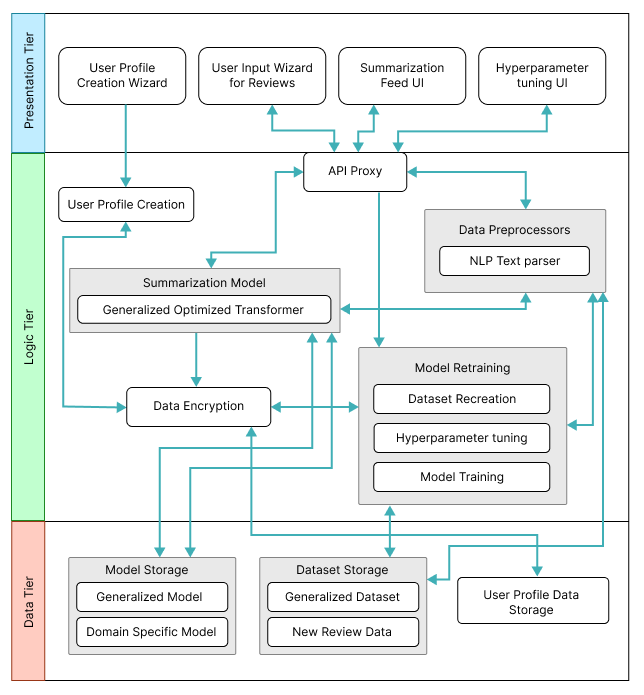 Presentation Tier
User Profile
Creation Wizard
User Input Wizard
for Reviews
Summarization
Feed UI
Hyperparameter
tuning UI
Logic Tier
API Proxy
User Profile Creation
Data Preprocessors
NLP Text parser
Summarization Model
Generalized Optimized Transformer
Model Retraining
Dataset Recreation
Hyperparameter tuning
Model Training
Data Encryption
Data Tier
Model Storage
Generalized Model
Domain Specific Model
Dataset Storage
Generalized Dataset
New Review Data
User Profile Data
Storage